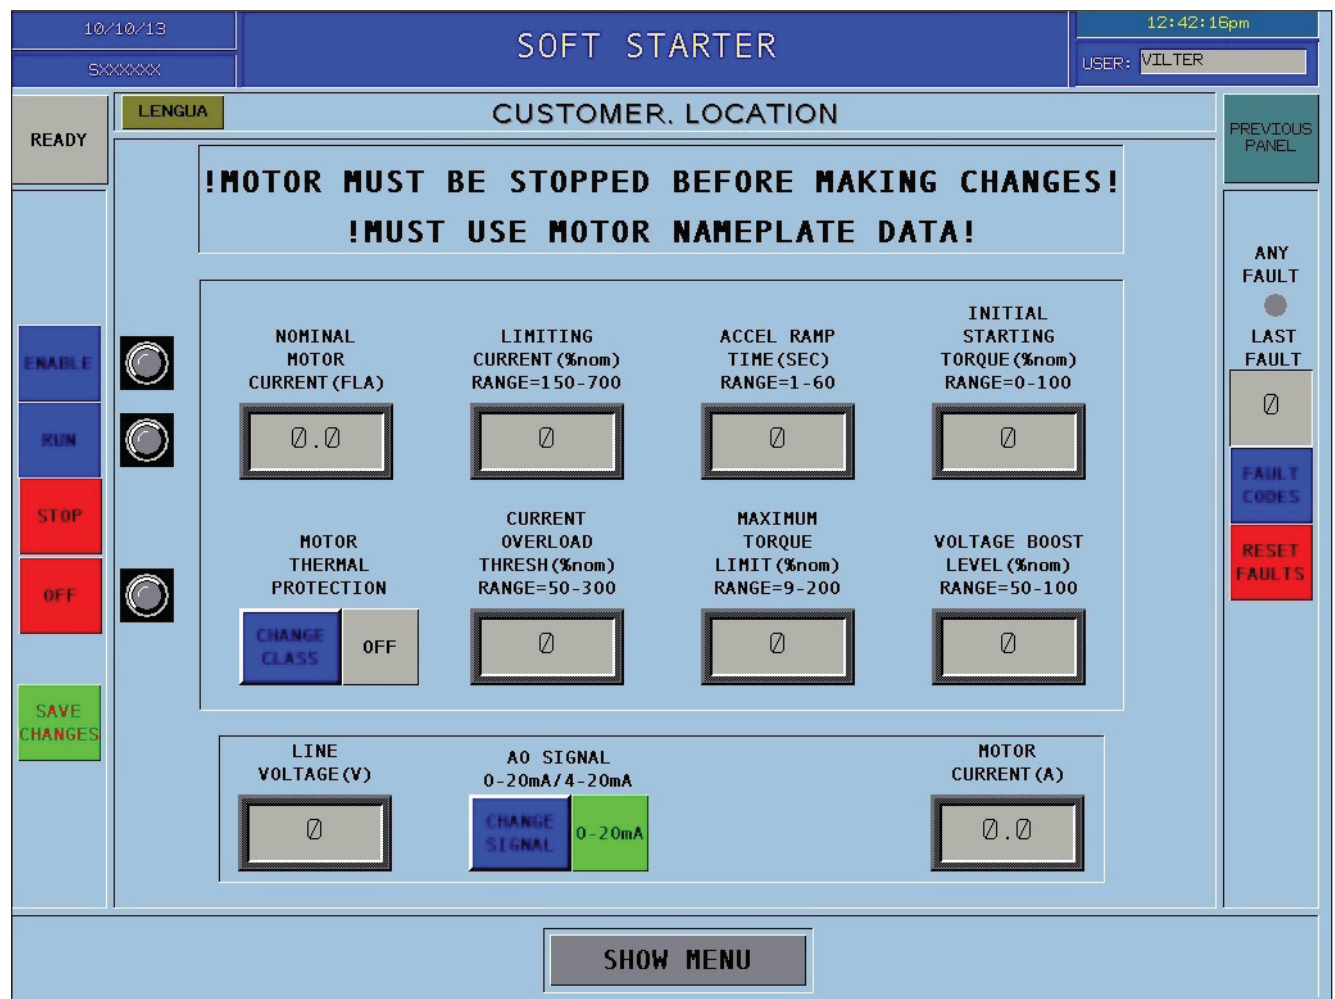 10/10/13
SXXXXXX
SOFT STARTER
12:42:16pm
USER: VILTER
READY
LENGUA
CUSTOMER. LOCATION
PREVIOUS
PANEL
!MOTOR MUST BE STOPPED BEFORE MAKING CHANGES!
!MUST USE MOTOR NAMEPLATE DATA!
ENABLE
RUN
STOP
OFF
SAVE
CHANGES
NOMINAL
MOTOR
CURRENT(FLA)
0.0
LIMITING
CURRENT(%nom)
RANGE=150-700
0
ACCEL RAMP
TIME(SEC)
RANGE=1-60
0
INITIAL
STARTING
TORQUE(%nom)
RANGE=0-100
0
MOTOR
THERMAL
PROTECTION
CHANGE
CLASS
OFF
CURRENT
OVERLOAD
THRESH(%nom)
RANGE=50-300
0
MAXIMUM
TORQUE
LIMIT(%nom)
RANGE=9-200
0
VOLTAGE BOOST
LEVEL(%nom)
RANGE=50-100
0
LINE
VOLTAGE(V)
0
AO SIGNAL
0-20mA/4-20mA
CHANGE
SIGNAL
0-20mA
MOTOR
CURRENT(A)
0.0
ANY
FAULT
LAST
FAULT
0
FAULT
CODES
RESET
FAULTS
SHOW MENU